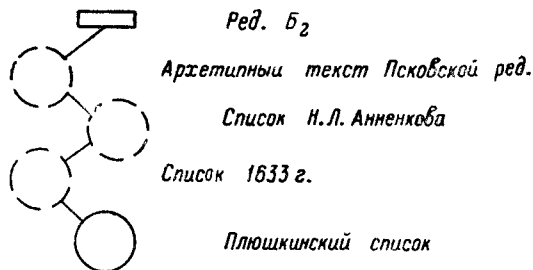 Ред. Б₂
Архетипный текст Псковской ред.
Список Н.Л. Анненкова
Список 1633 г.
Плюшкинский список